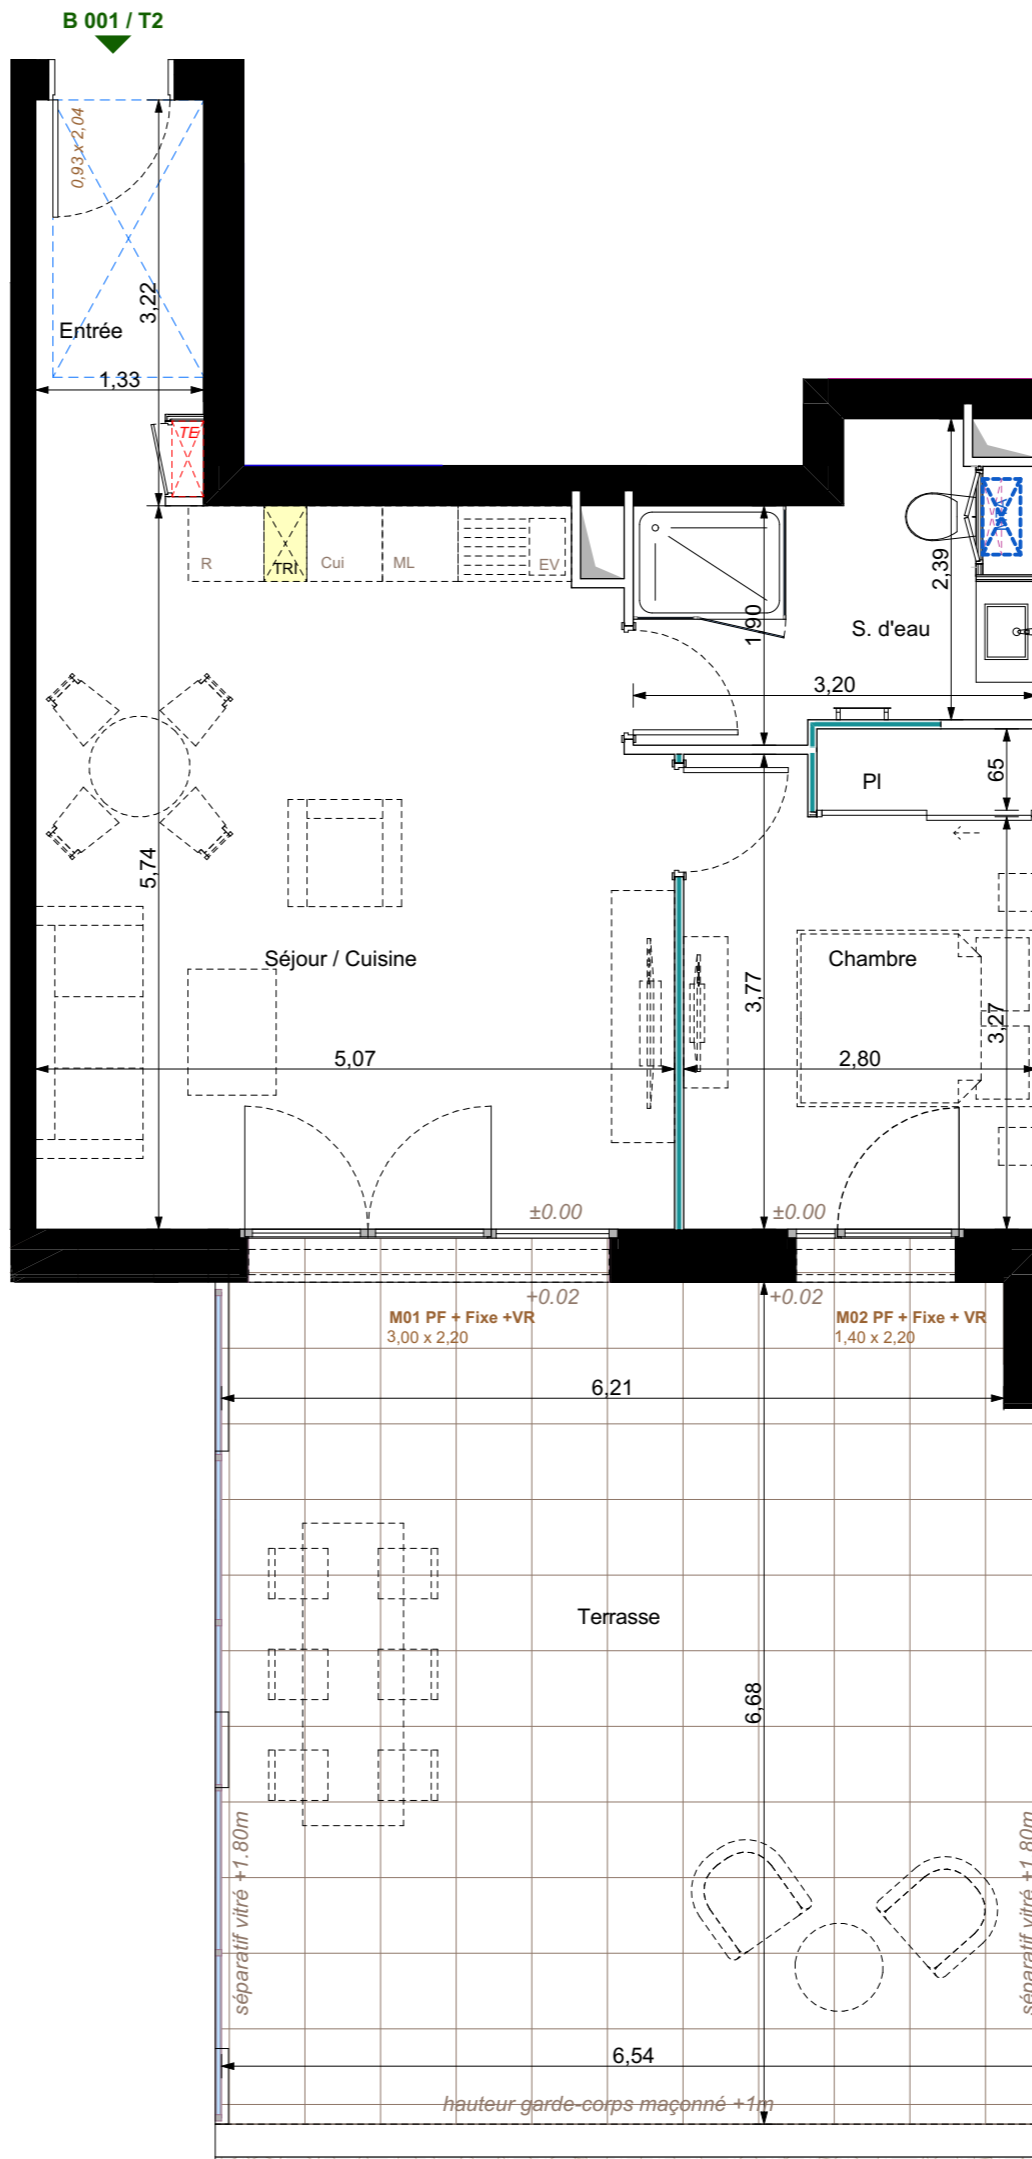 B 001 / T2
0,93 x 2,04
3,22
Entrée
1,33
TE
R
TRI
Cui
ML
EV
1,90
2,39
S. d'eau
3,20
Pl
65
5,74
Séjour / Cuisine
Chambre
3,77
3,27
5,07
2,80
±0.00
±0.00
+0.02
+0.02
M01 PF + Fixe +VR
3,00 x 2,20
M02 PF + Fixe + VR
1,40 x 2,20
6,21
Terrasse
6,68
séparatif vitré +1.80m
séparatif vitré +1.80m
6,54
hauteur garde-corps maçonné +1m